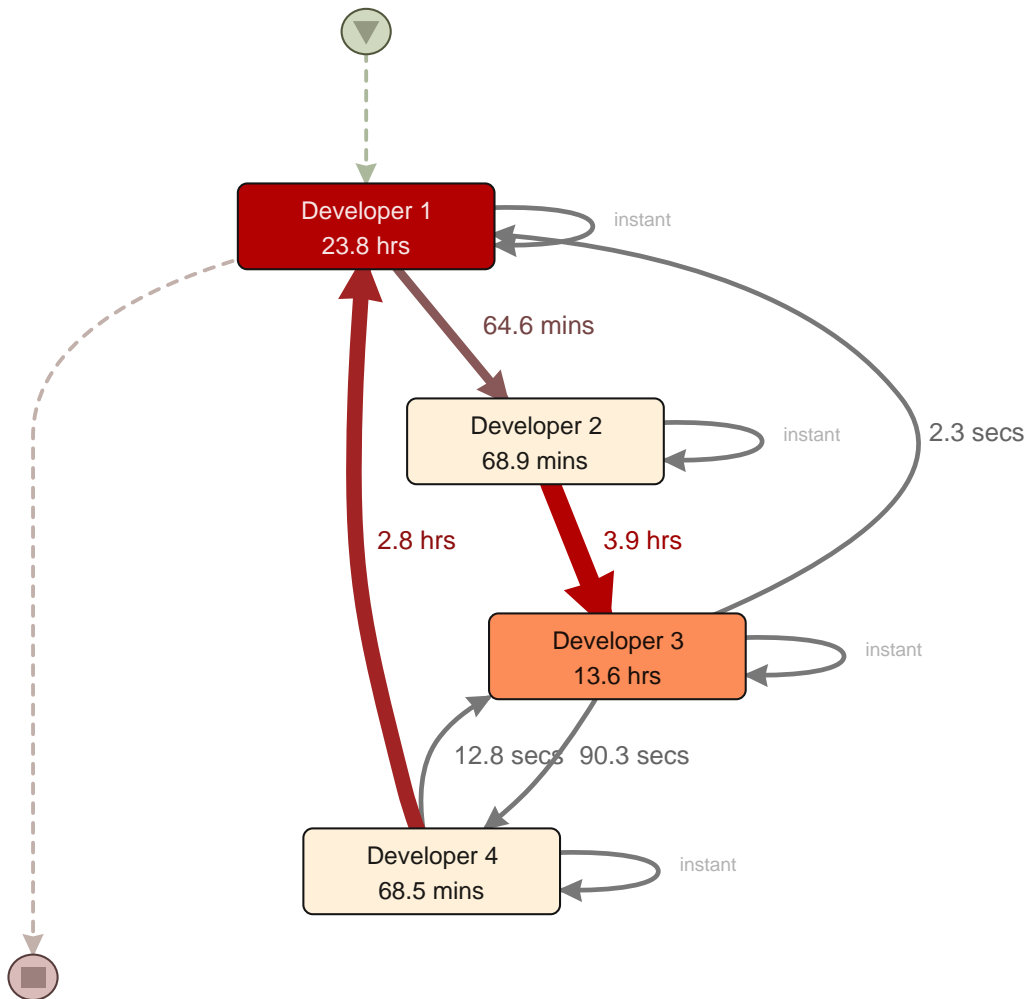 Developer 1
23.8 hrs
instant
64.6 mins
Developer 2
68.9 mins
instant
2.3 secs
2.8 hrs
3.9 hrs
Developer 3
13.6 hrs
instant
12.8 secs
90.3 secs
Developer 4
68.5 mins
instant